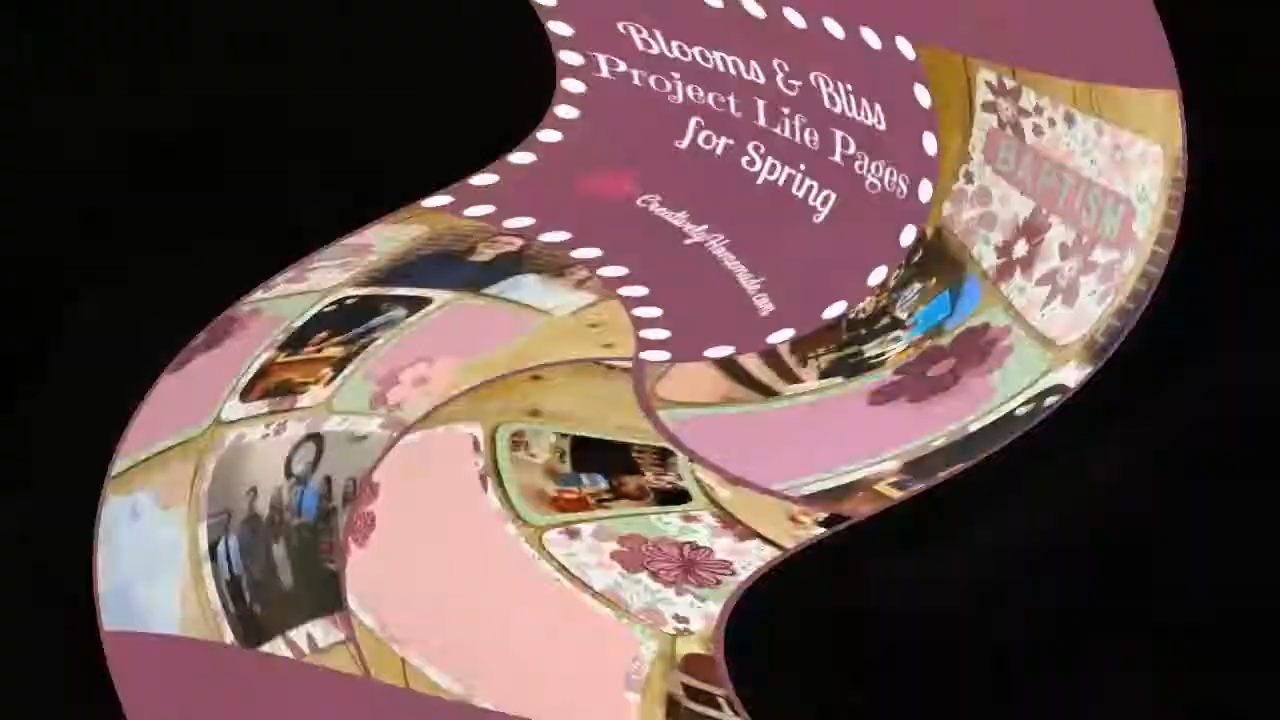 Blooms & Bliss
Project Life Pages
for Spring
CreativelyHomemade.com
BAPTISM